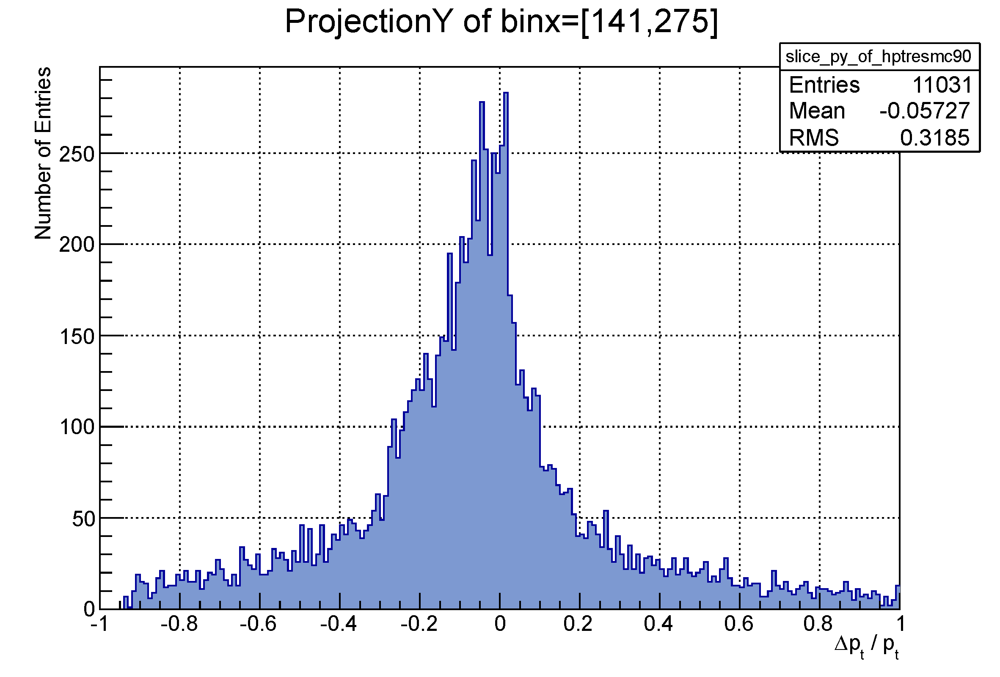 ProjectionY of binx=[141,275]
slice_py_of_hptresmc90
Entries 11031
Mean -0.05727
RMS 0.3185
Number of Entries
250
200
150
100
50
0
-1 -0.8 -0.6 -0.4 -0.2 0 0.2 0.4 0.6 0.8 1
Δpt / pt